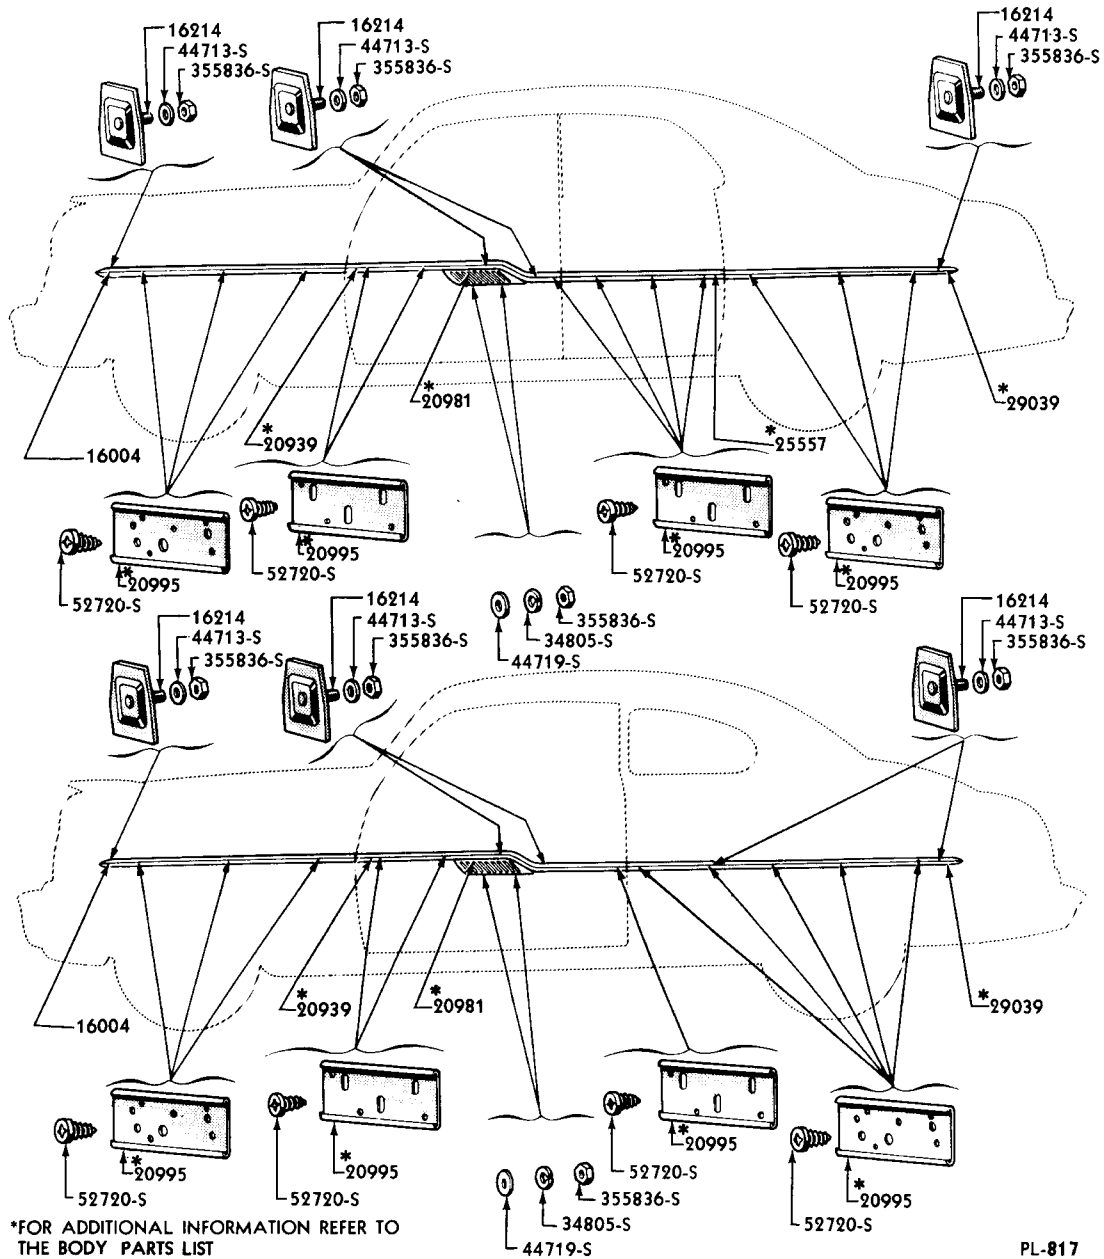 16214
44713-S
355836-S
16214
44713-S
355836-S
16214
44713-S
355836-S
*
20981
*
29039
*
20939
*
25557
16004
*
20995
52720-S
*
20995
52720-S
*
20995
52720-S
*
20995
52720-S
355836-S
34805-S
44719-S
16214
44713-S
355836-S
16214
44713-S
355836-S
16214
44713-S
355836-S
*
20939
*
20981
*
29039
16004
*
20995
52720-S
*
20995
52720-S
*
20995
52720-S
*
20995
52720-S
355836-S
34805-S
44719-S
*FOR ADDITIONAL INFORMATION REFER TO
THE BODY PARTS LIST
PL-817